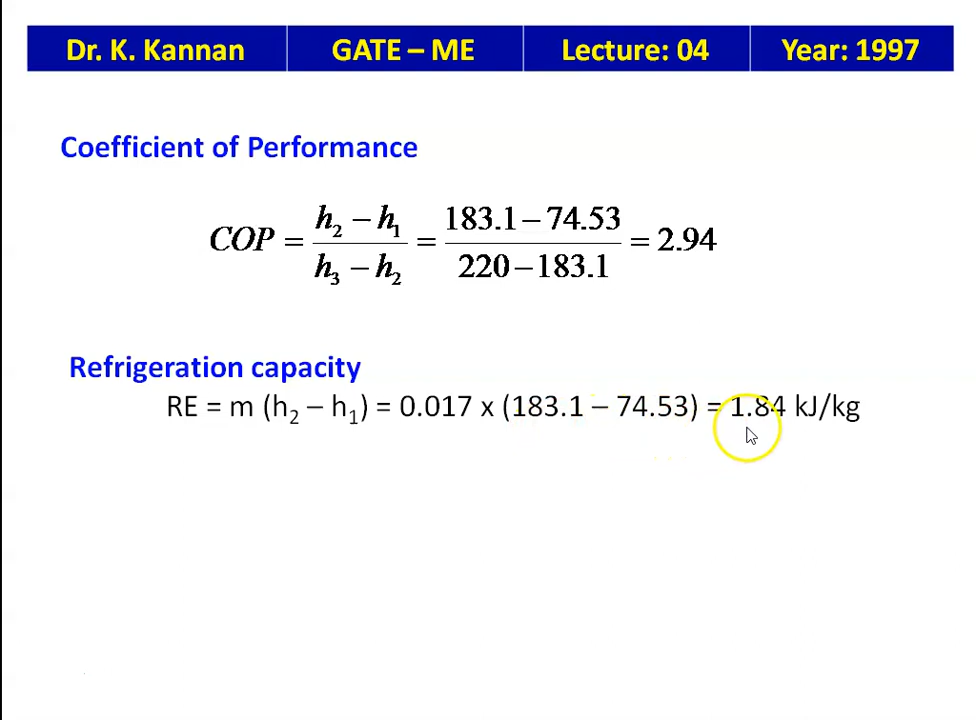 Dr. K. Kannan GATE – ME Lecture: 04 Year: 1997
Coefficient of Performance
COP = (h₂ – h₁) / (h₃ – h₂) = (183.1 – 74.53) / (220 – 183.1) = 2.94
Refrigeration capacity
RE = m (h₂ – h₁) = 0.017 x (183.1 – 74.53) = 1.84 kJ/kg